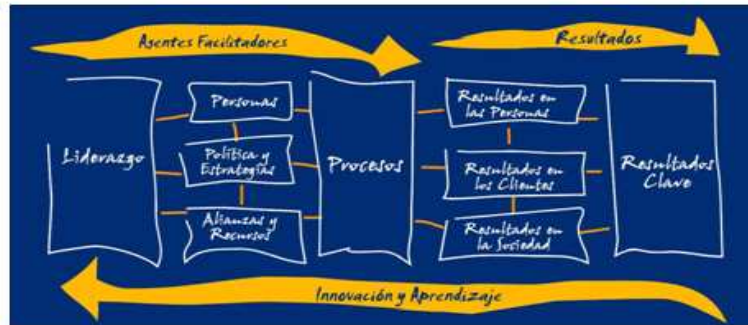 Agentes Facilitadores
Resultados
Liderazgo
Personas
Política y
Estrategias
Alianzas y
Recursos
Procesos
Resultados en
las Personas
Resultados en
los Clientes
Resultados en
la Sociedad
Resultados
Clave
Innovación y Aprendizaje